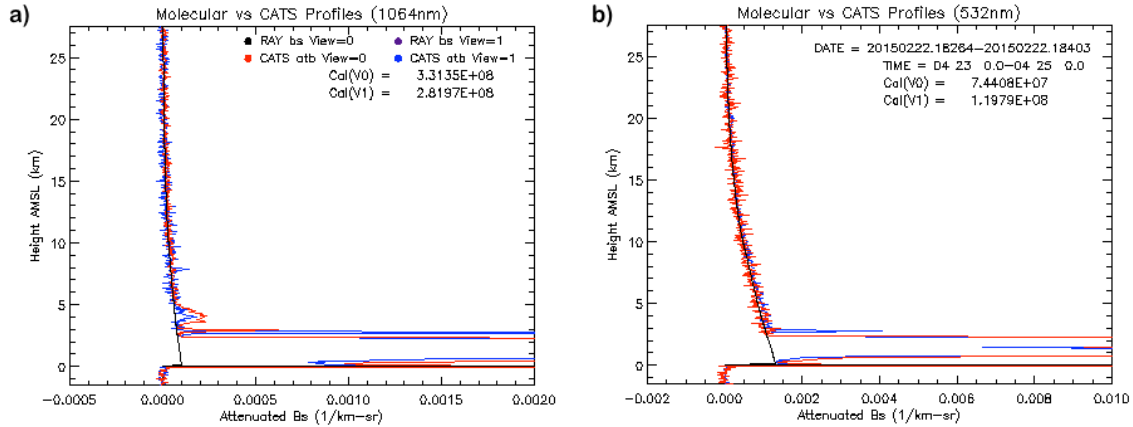 a)
Molecular vs CATS Profiles (1064nm)
RAY bs View=0 RAY bs View=1
CATS atb View=0 CATS atb View=1
Cal(V0) = 3.3135E+08
Cal(V1) = 2.8197E+08
Height AMSL (km)
25
20
15
10
5
0
-0.0005 0.0000 0.0005 0.0010 0.0015 0.0020
Attenuated Bs (1/km-sr)
b)
Molecular vs CATS Profiles (532nm)
DATE = 20150222.18264-20150222.18403
TIME = 04 23 0.0-04 25 0.0
Cal(V0) = 7.4408E+07
Cal(V1) = 1.1979E+08
Height AMSL (km)
25
20
15
10
5
0
-0.002 0.000 0.002 0.004 0.006 0.008 0.010
Attenuated Bs (1/km-sr)